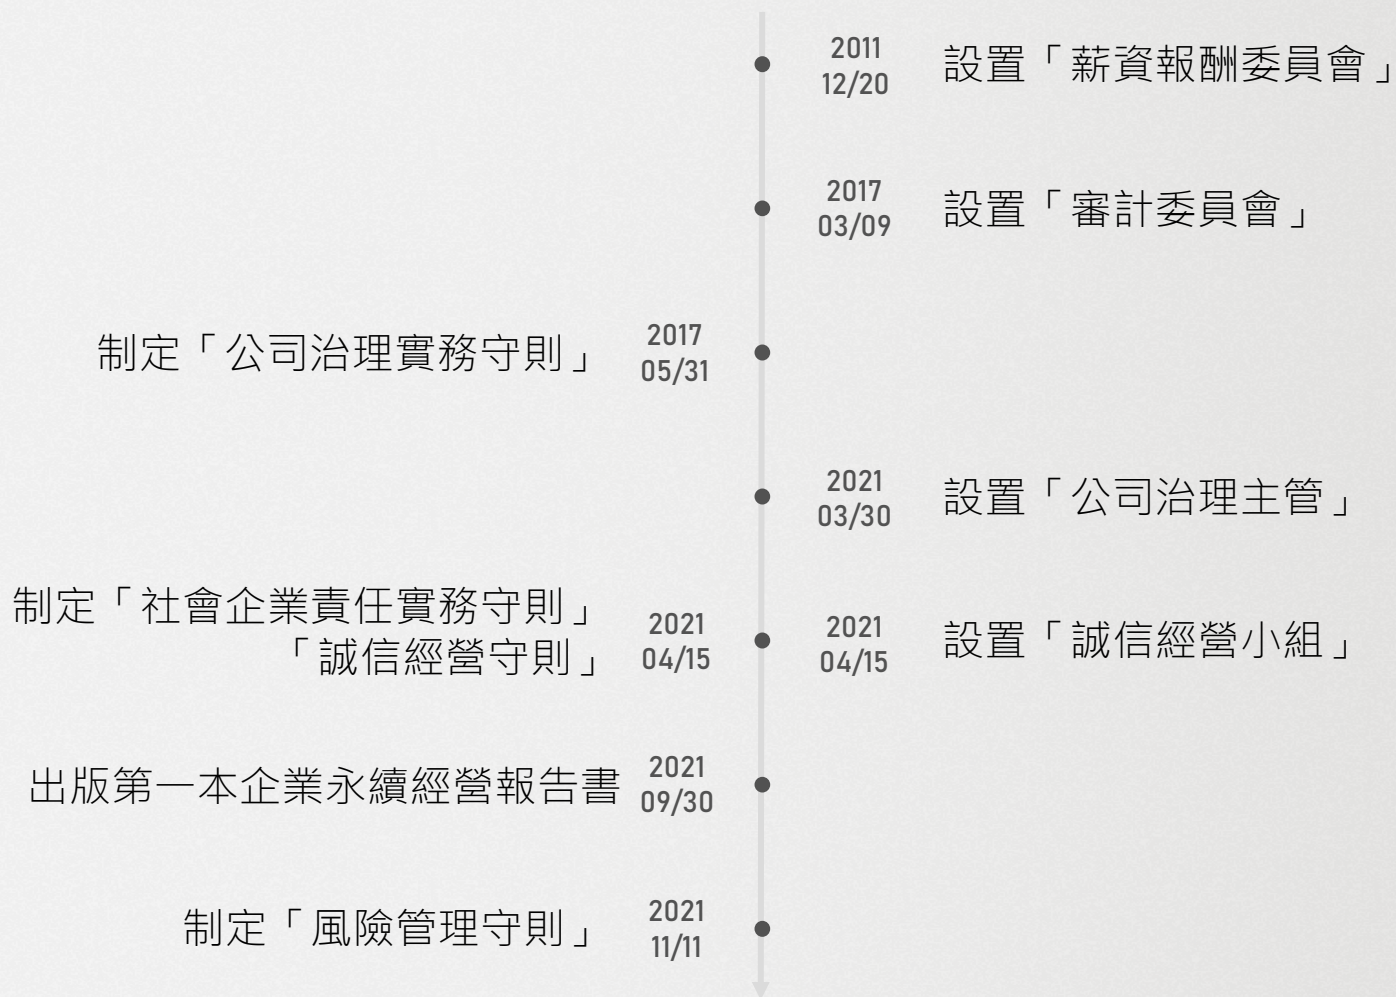 2011
12/20
設置「薪資報酬委員會」
2017
03/09
設置「審計委員會」
制定「公司治理實務守則」
2017
05/31
2021
03/30
設置「公司治理主管」
制定「社會企業責任實務守則」
「誠信經營守則」
2021
04/15
2021
04/15
設置「誠信經營小組」
出版第一本企業永續經營報告書
2021
09/30
制定「風險管理守則」
2021
11/11